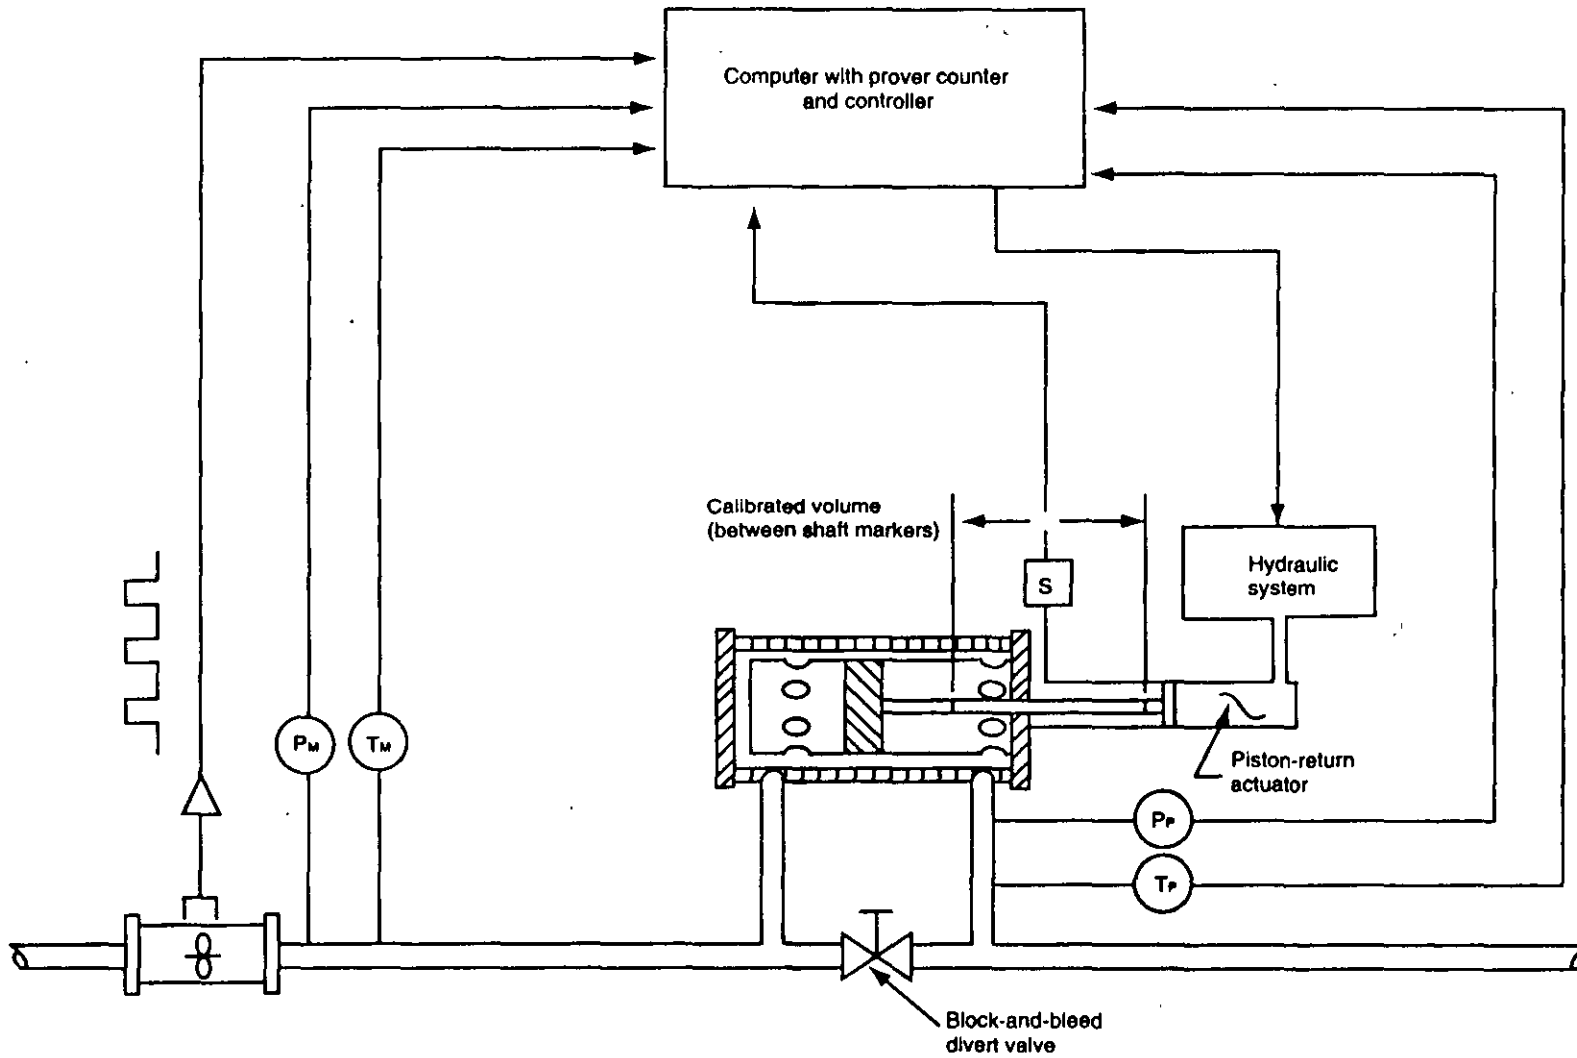 Computer with prover counter
and controller
Calibrated volume
(between shaft markers)
S
Hydraulic
system
PM
TM
Piston-return
actuator
PP
TP
Block-and-bleed
divert valve